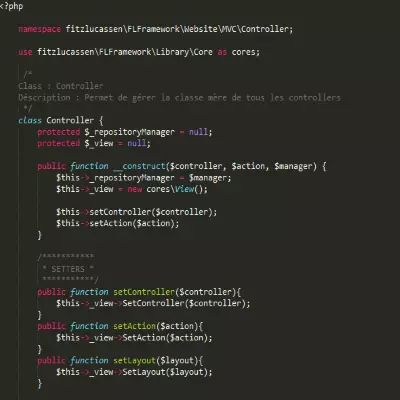 <?php
namespace fitzlucassen\FLFramework\Website\MVC\Controller;
use fitzlucassen\FLFramework\Library\Core as cores;
/*
Class : Controller
Déscription : Permet de gérer la classe mère de tous les controllers
*/
class Controller {
protected $_repositoryManager = null;
protected $_view = null;
public function __construct($controller, $action, $manager) {
$this->_repositoryManager = $manager;
$this->_view = new cores\View();
$this->setController($controller);
$this->setAction($action);
}
/***********
* SETTERS *
***********/
public function setController($controller){
$this->_view->SetController($controller);
}
public function setAction($action){
$this->_view->SetAction($action);
}
public function setLayout($layout){
$this->_view->SetLayout($layout);
}